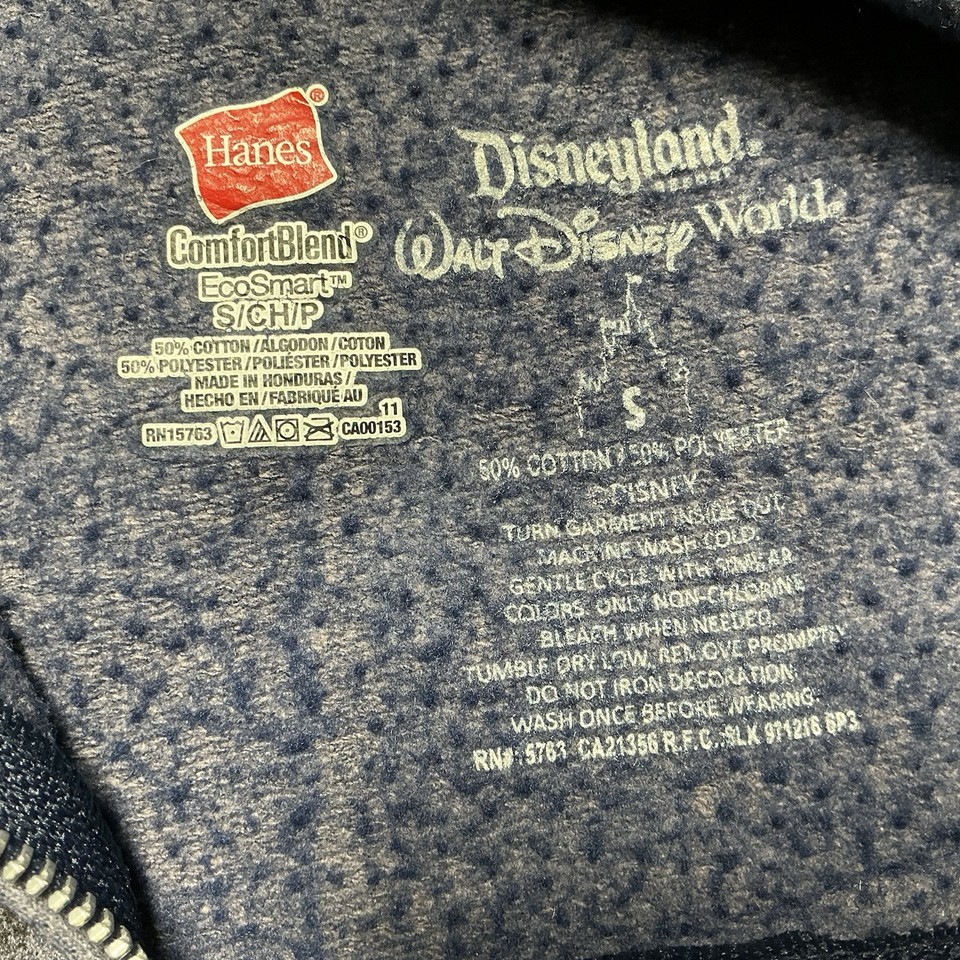 Hanes®
ComfortBlend®
EcoSmart™
S/CH/P
50% COTTON/ALGODON/COTON
50% POLYESTER/POLIÉSTER/POLYESTER
MADE IN HONDURAS/
HECHO EN/FABRIQUÉ AU
11
RN15763 CA00153
Disneyland®
RESORT
WALT DISNEY World®
S
50% COTTON / 50% POLYESTER
©DISNEY
TURN GARMENT INSIDE OUT,
MACHINE WASH COLD,
GENTLE CYCLE WITH SIMILAR
COLORS. ONLY NON-CHLORINE
BLEACH WHEN NEEDED.
TUMBLE DRY LOW, REMOVE PROMPTLY
DO NOT IRON DECORATION.
WASH ONCE BEFORE WEARING.
CA21356 R.F.C.